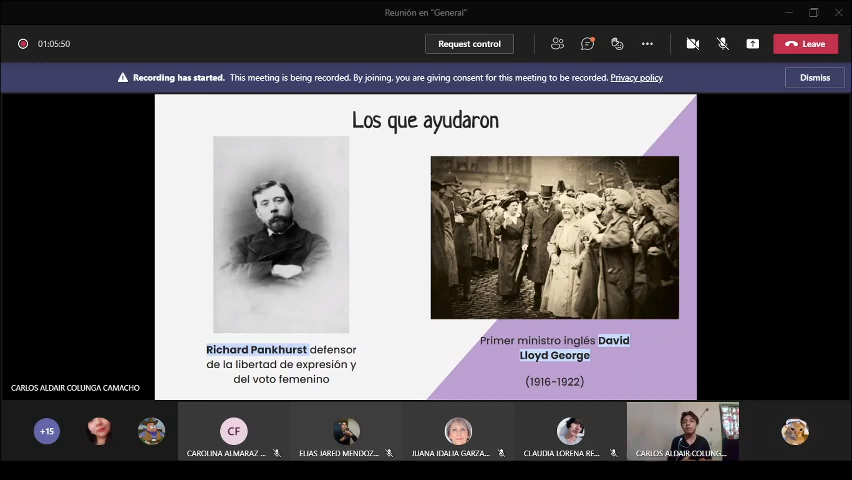 Reunión en "General"
01:05:50
Request control
Leave
Recording has started. This meeting is being recorded. By joining, you are giving consent for this meeting to be recorded. Privacy policy
Dismiss
Los que ayudaron
Richard Pankhurst defensor
de la libertad de expresión y
del voto femenino
Primer ministro inglés David
Lloyd George
(1916-1922)
CARLOS ALDAIR COLUNGA CAMACHO
+15
CF
CAROLINA ALMARAZ ...
ELIAS JARED MENDOZ...
JUANA IDALIA GARZA...
CLAUDIA LORENA RE...
CARLOS ALDAIR COLUNG...